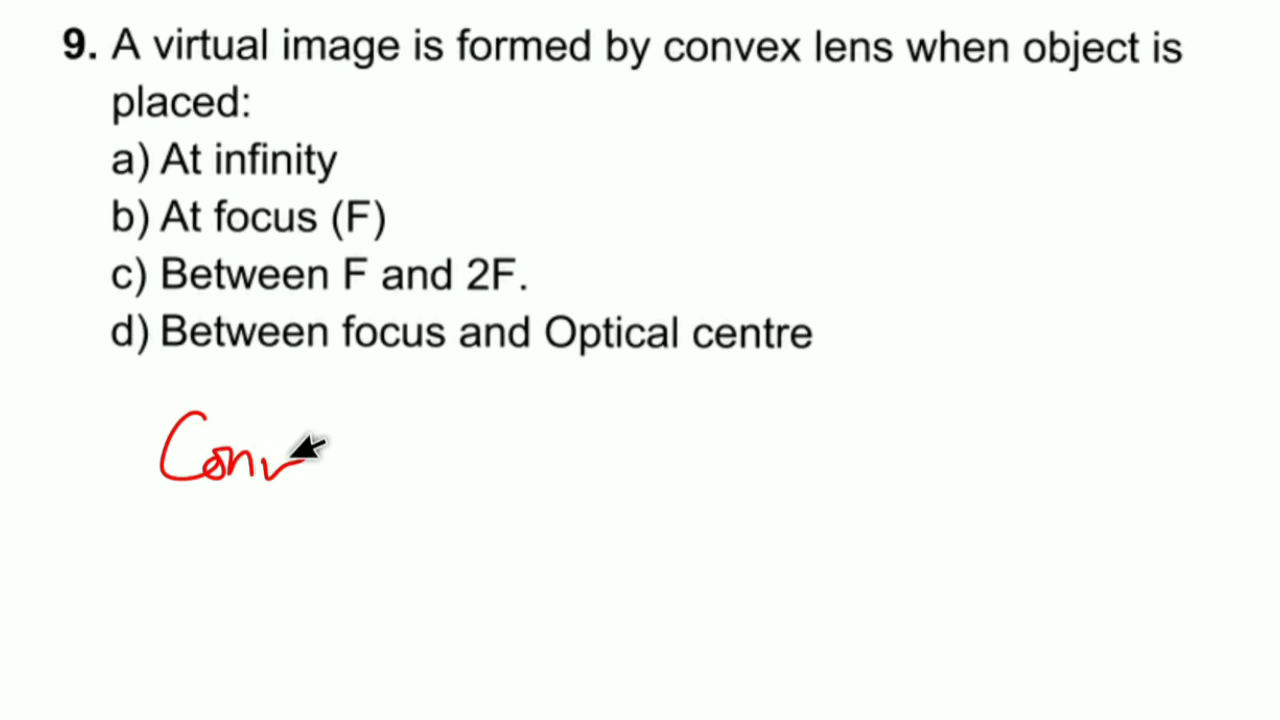 9. A virtual image is formed by convex lens when object is
placed:
a) At infinity
b) At focus (F)
c) Between F and 2F.
d) Between focus and Optical centre
Conv